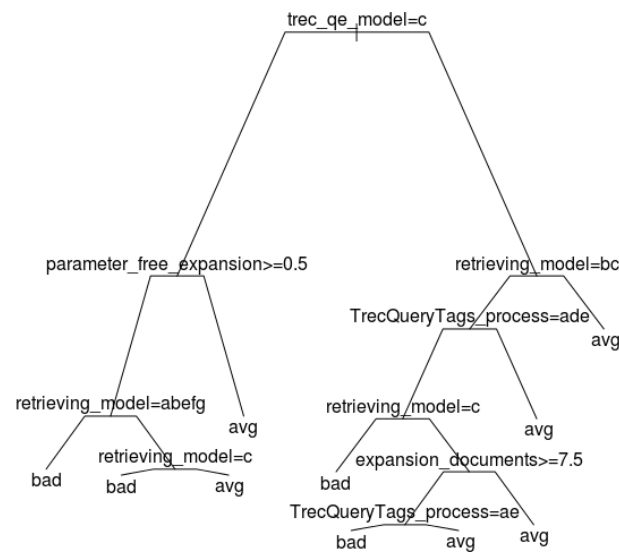 trec_qe_model=c
parameter_free_expansion>=0.5
retrieving_model=bc
TrecQueryTags_process=ade
avg
retrieving_model=abefg
retrieving_model=c
avg
avg
retrieving_model=c
expansion_documents>=7.5
bad
bad
avg
bad
TrecQueryTags_process=ae
avg
bad
avg